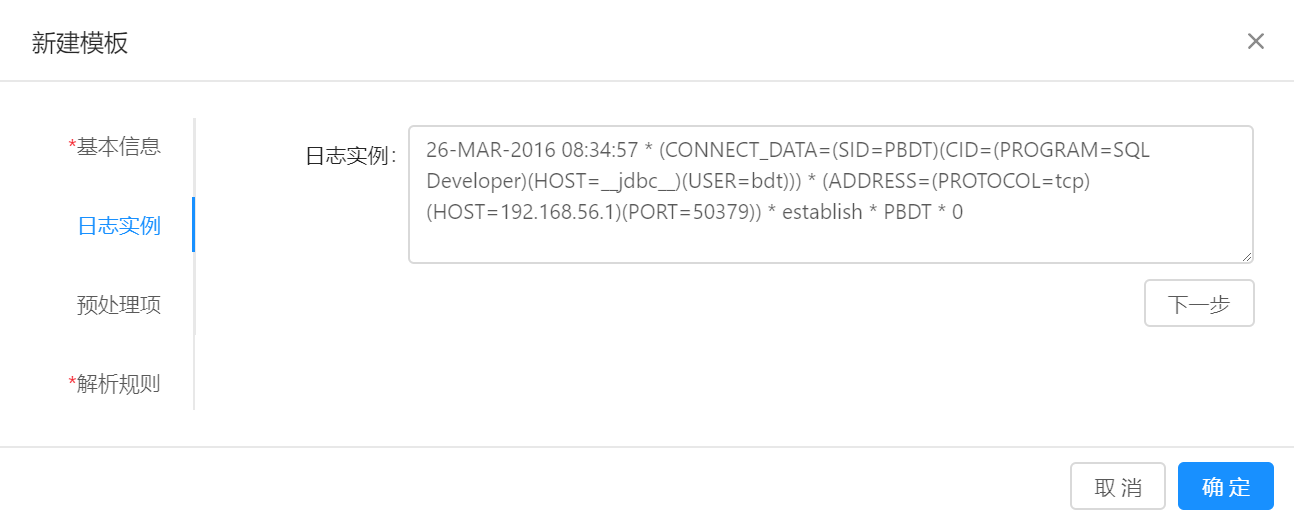 新建模板
*基本信息
日志实例
预处理项
*解析规则
日志实例:
26-MAR-2016 08:34:57 * (CONNECT_DATA=(SID=PBDT)(CID=(PROGRAM=SQL
Developer)(HOST=__jdbc__)(USER=bdt))) * (ADDRESS=(PROTOCOL=tcp)
(HOST=192.168.56.1)(PORT=50379)) * establish * PBDT * 0
下一步
取 消
确 定